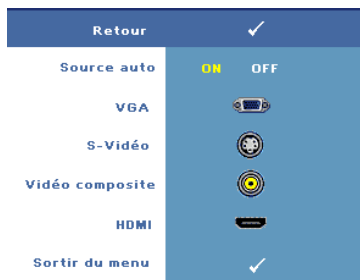 Retour
Source auto ON OFF
VGA
S-Vidéo
Vidéo composite
HDMI
Sortir du menu